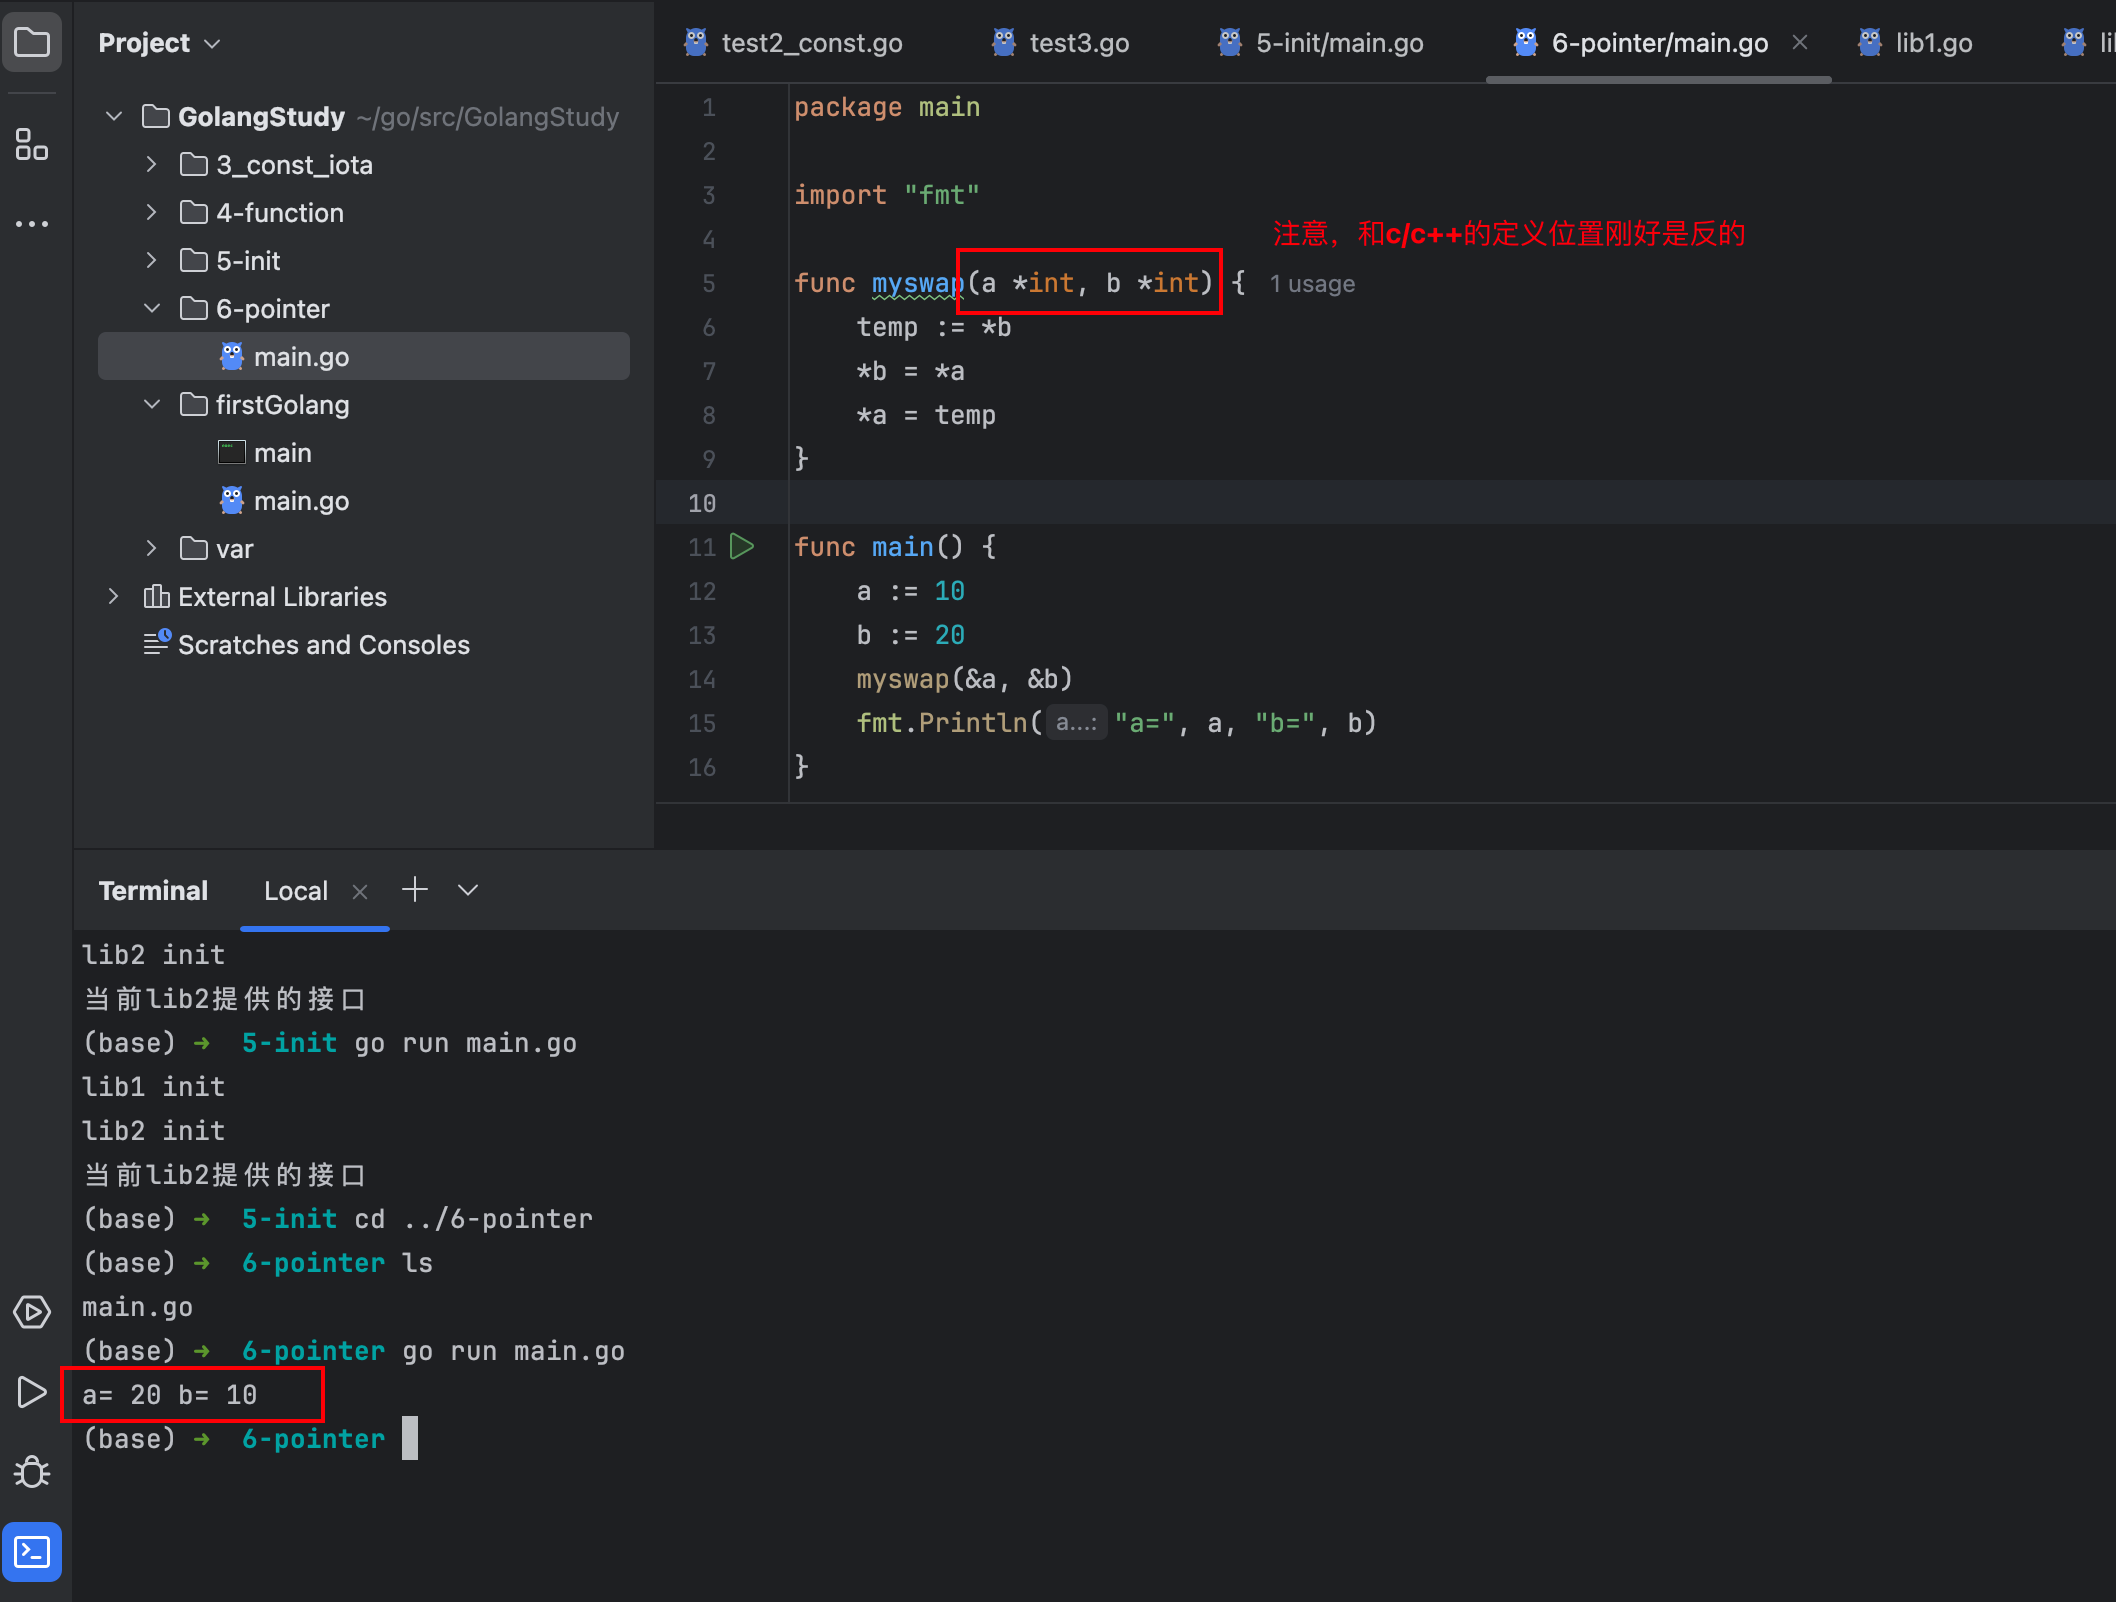 Project
GolangStudy ~/go/src/GolangStudy
3_const_iota
4-function
5-init
6-pointer
main.go
firstGolang
main
main.go
var
External Libraries
Scratches and Consoles
test2_const.go test3.go 5-init/main.go 6-pointer/main.go lib1.go
1 package main
2
3 import "fmt"
注意，和c/c++的定义位置刚好是反的
4
5 func myswap(a *int, b *int) { 1 usage
6 temp := *b
7 *b = *a
8 *a = temp
9 }
10
11 func main() {
12 a := 10
13 b := 20
14 myswap(&a, &b)
15 fmt.Println( a...: "a=", a, "b=", b)
16 }
Terminal Local
lib2 init
当前lib2提供的接口
(base) → 5-init go run main.go
lib1 init
lib2 init
当前lib2提供的接口
(base) → 5-init cd ../6-pointer
(base) → 6-pointer ls
main.go
(base) → 6-pointer go run main.go
a= 20 b= 10
(base) → 6-pointer